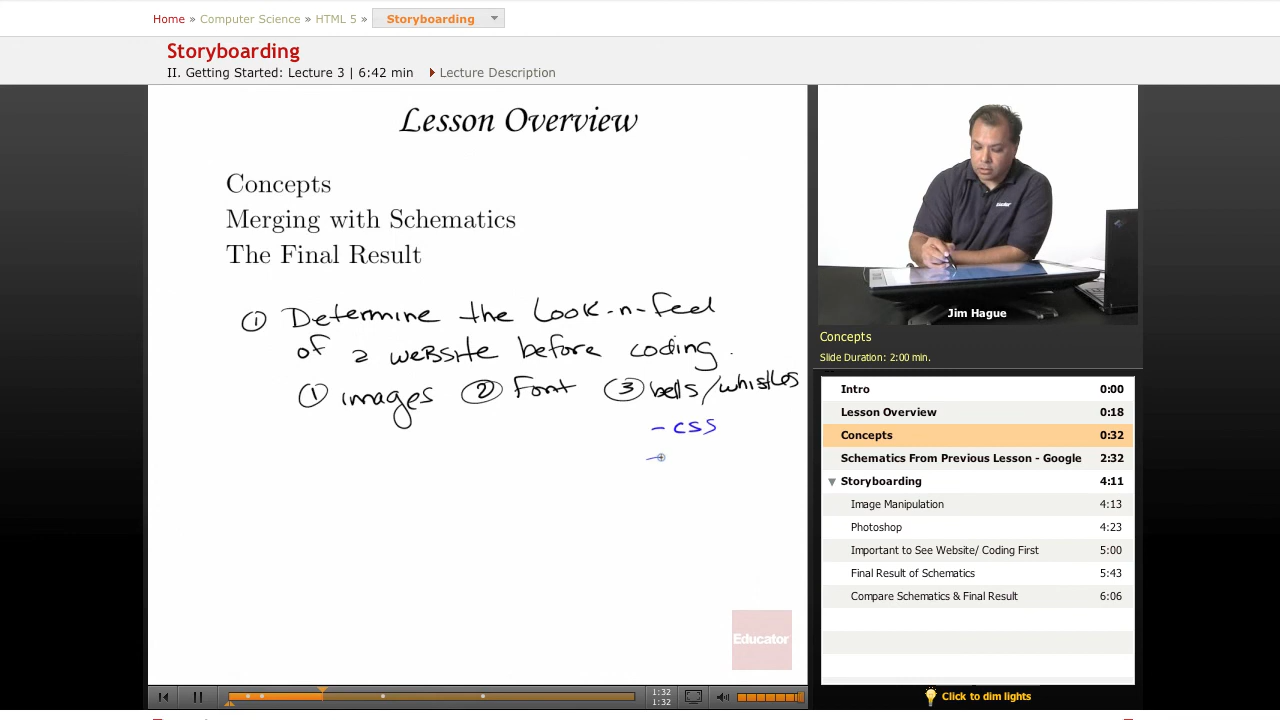 Home » Computer Science » HTML 5 » Storyboarding
Storyboarding
II. Getting Started: Lecture 3 | 6:42 min Lecture Description
Lesson Overview
Concepts
Merging with Schematics
The Final Result
① Determine the Look-n-feel
of a website before coding.
① images ② Font ③ bells/whistles
- css
Educator
Jim Hague
Concepts
Slide Duration: 2:00 min.
Intro 0:00
Lesson Overview 0:18
Concepts 0:32
Schematics From Previous Lesson - Google 2:32
Storyboarding 4:11
Image Manipulation 4:13
Photoshop 4:23
Important to See Website/ Coding First 5:00
Final Result of Schematics 5:43
Compare Schematics & Final Result 6:06
1:32
1:32
Click to dim lights